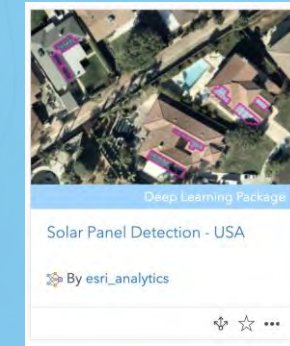 Deep Learning Package
Solar Panel Detection - USA
By esri_analytics